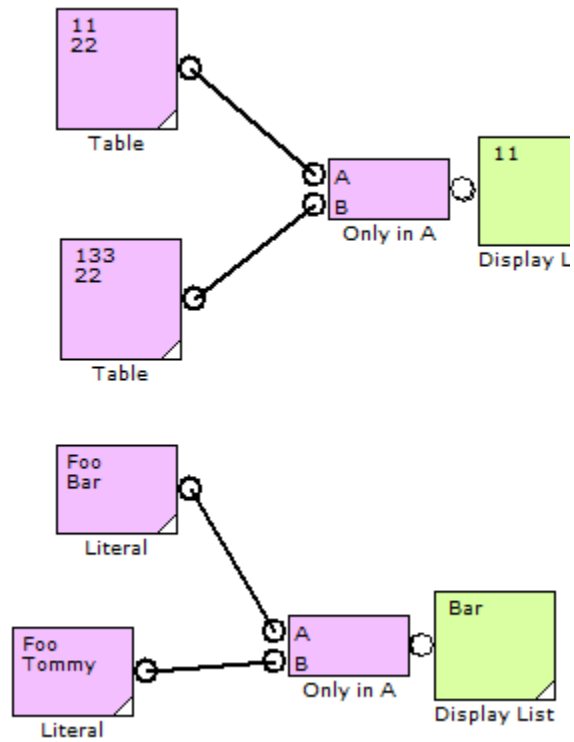 11
22
Table
A
B
Only in A
11
Display L
133
22
Table
Foo
Bar
Literal
A
B
Only in A
Bar
Display List
Foo
Tommy
Literal